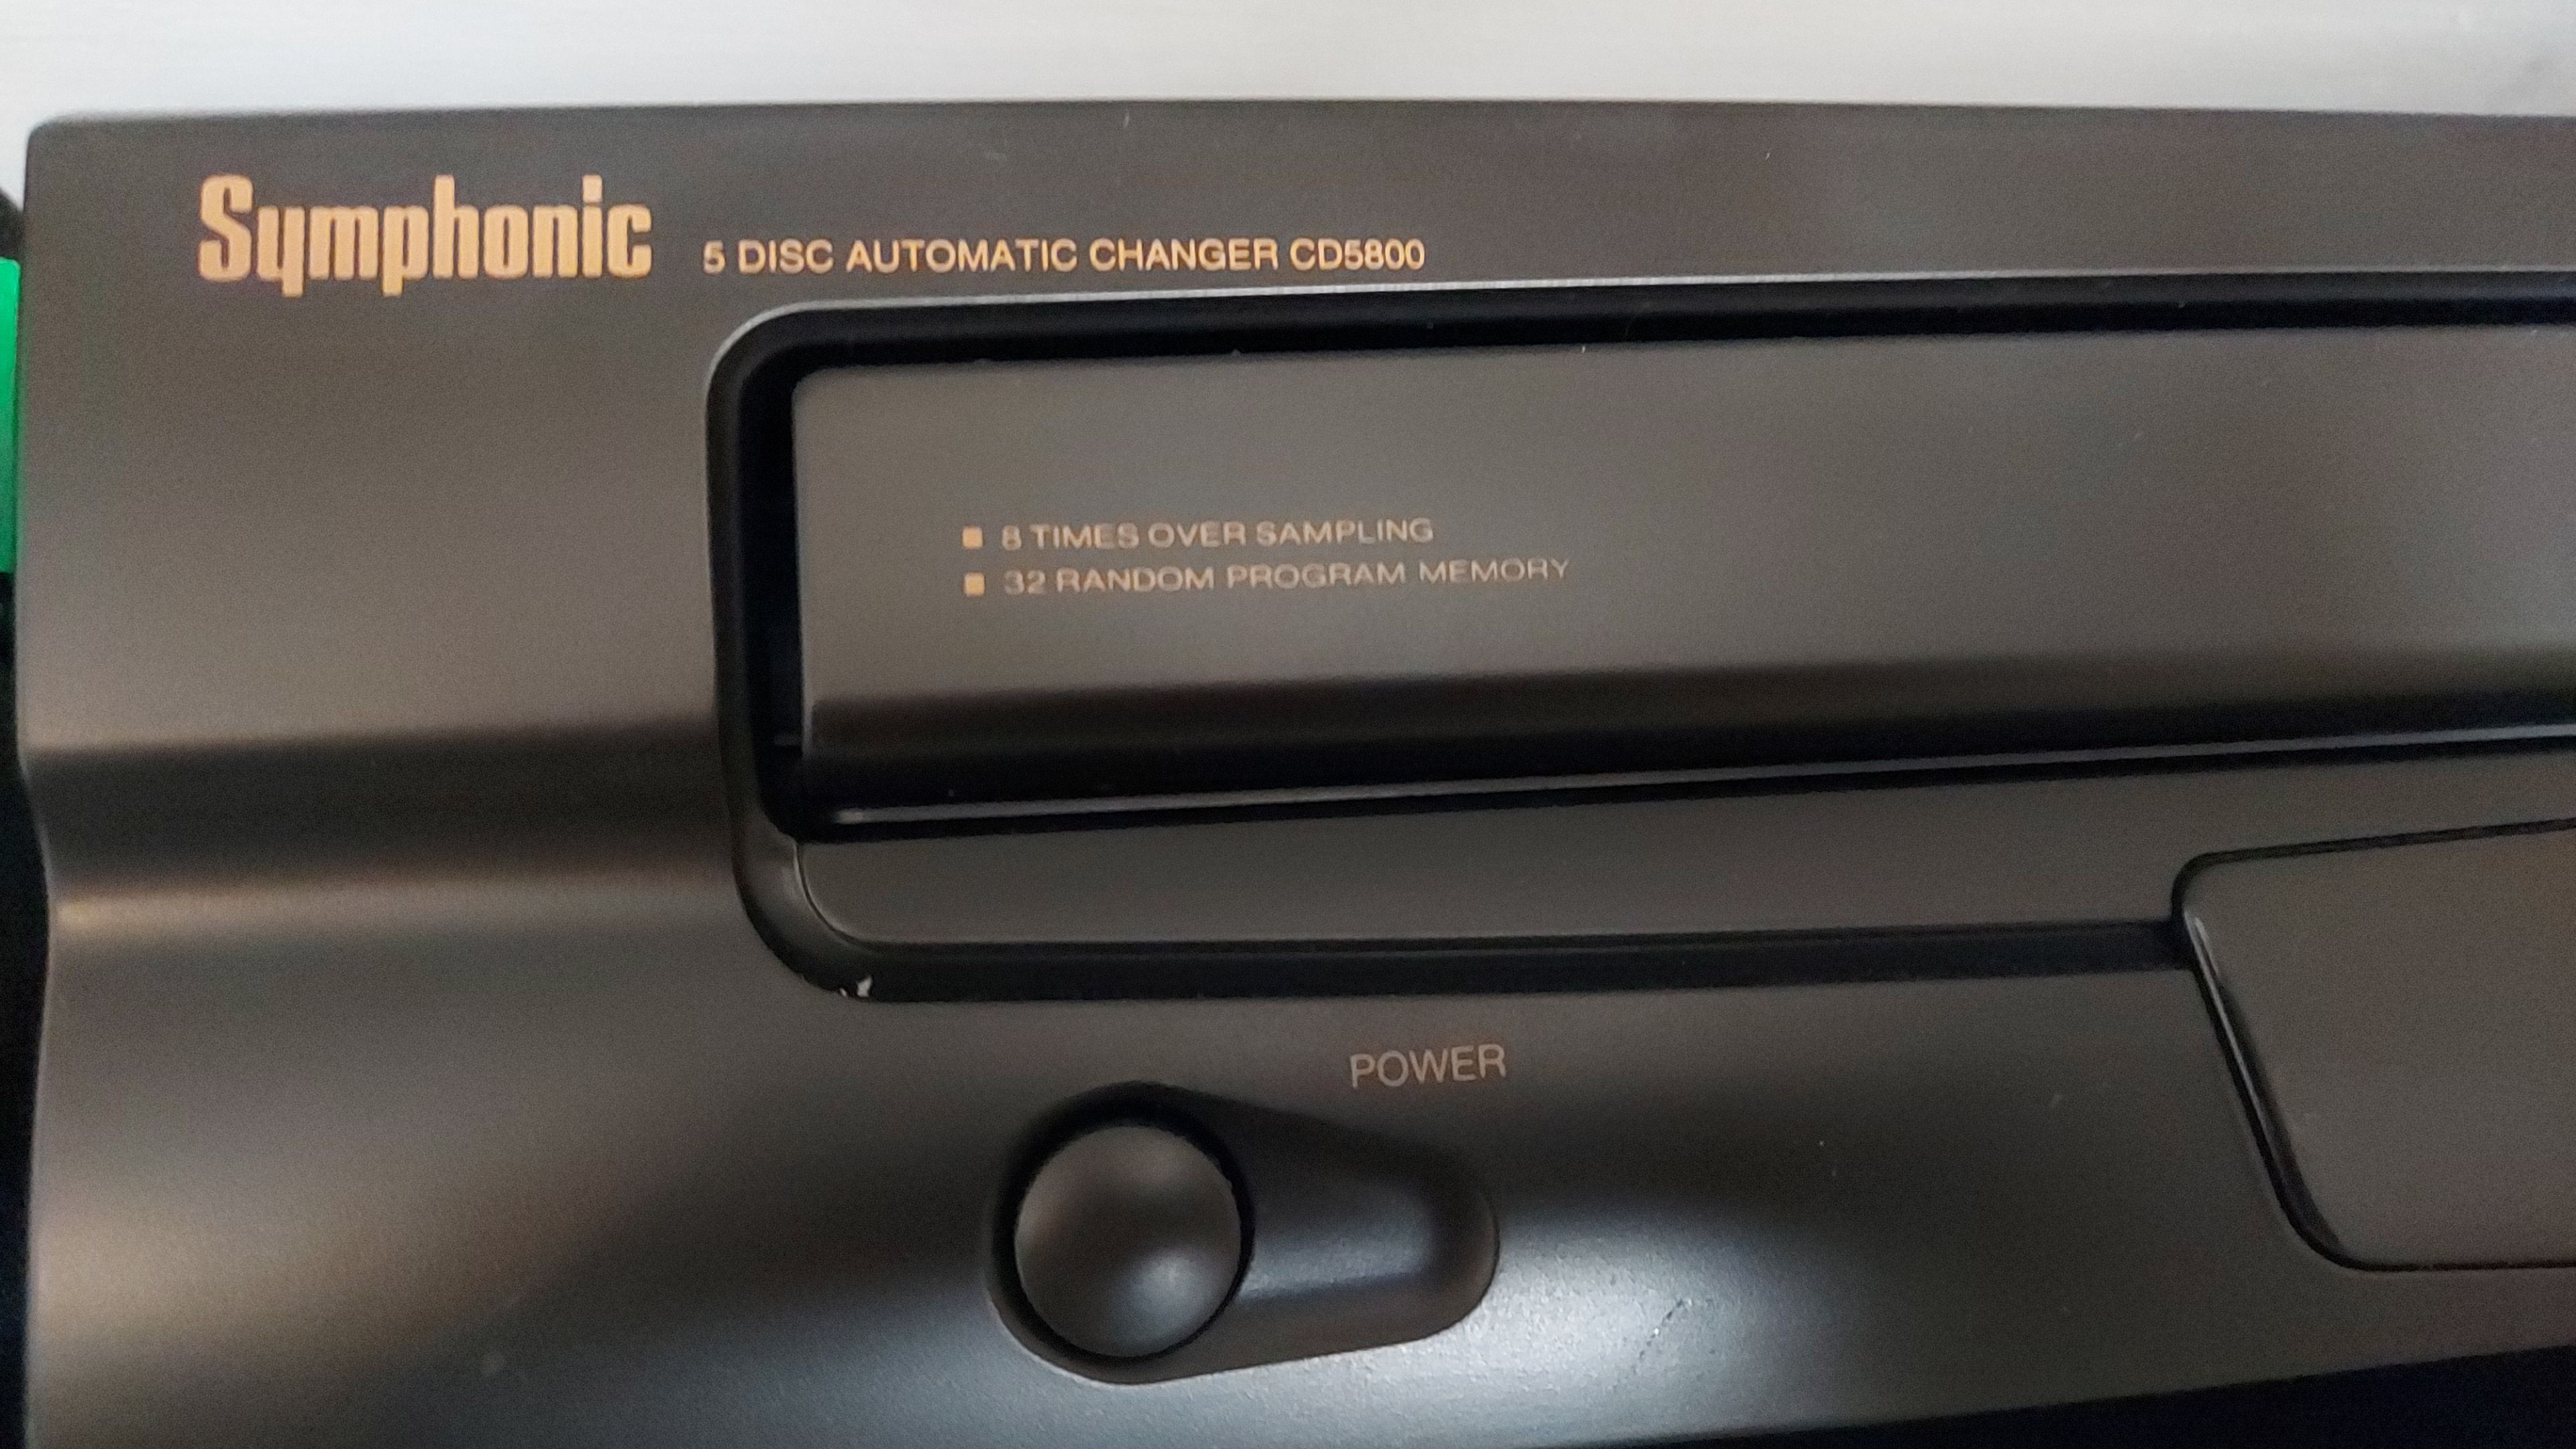 Symphonic 5 DISC AUTOMATIC CHANGER CD5800
8 TIMES OVER SAMPLING
32 RANDOM PROGRAM MEMORY
POWER